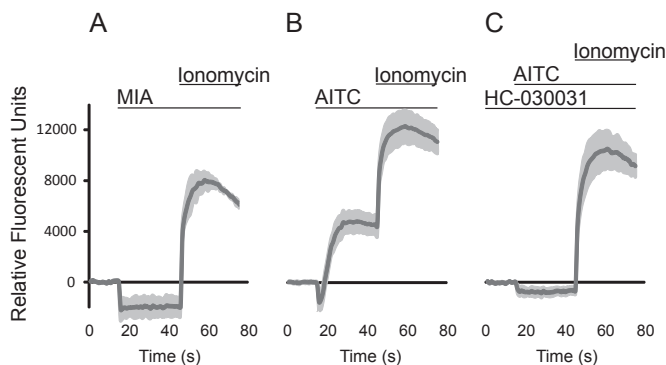 A
B
C
Ionomycin
MIA
Ionomycin
AITC
Ionomycin
AITC
HC-030031
Relative Fluorescent Units
12000
8000
4000
0
0 20 40 60 80
0 20 40 60 80
0 20 40 60 80
Time (s)
Time (s)
Time (s)